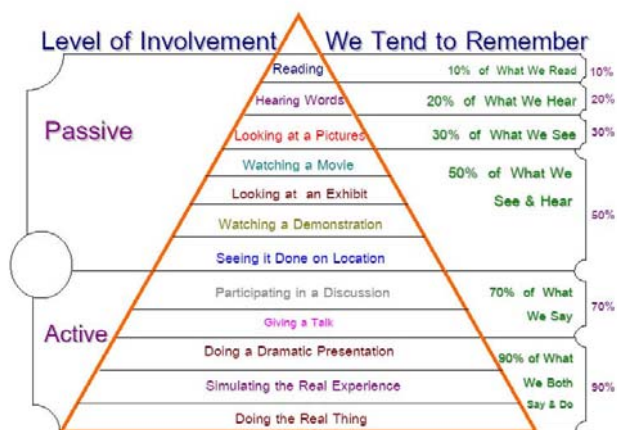 Level of Involvement We Tend to Remember
Reading 10% of What We Read 10%
Hearing Words 20% of What We Hear 20%
Passive
Looking at a Pictures 30% of What We See 30%
Watching a Movie 50% of What We
Looking at an Exhibit See & Hear
Watching a Demonstration 50%
Seeing it Done on Location
Participating in a Discussion 70% of What
Giving a Talk We Say 70%
Active
Doing a Dramatic Presentation 90% of What
Simulating the Real Experience We Both 90%
Say & Do
Doing the Real Thing